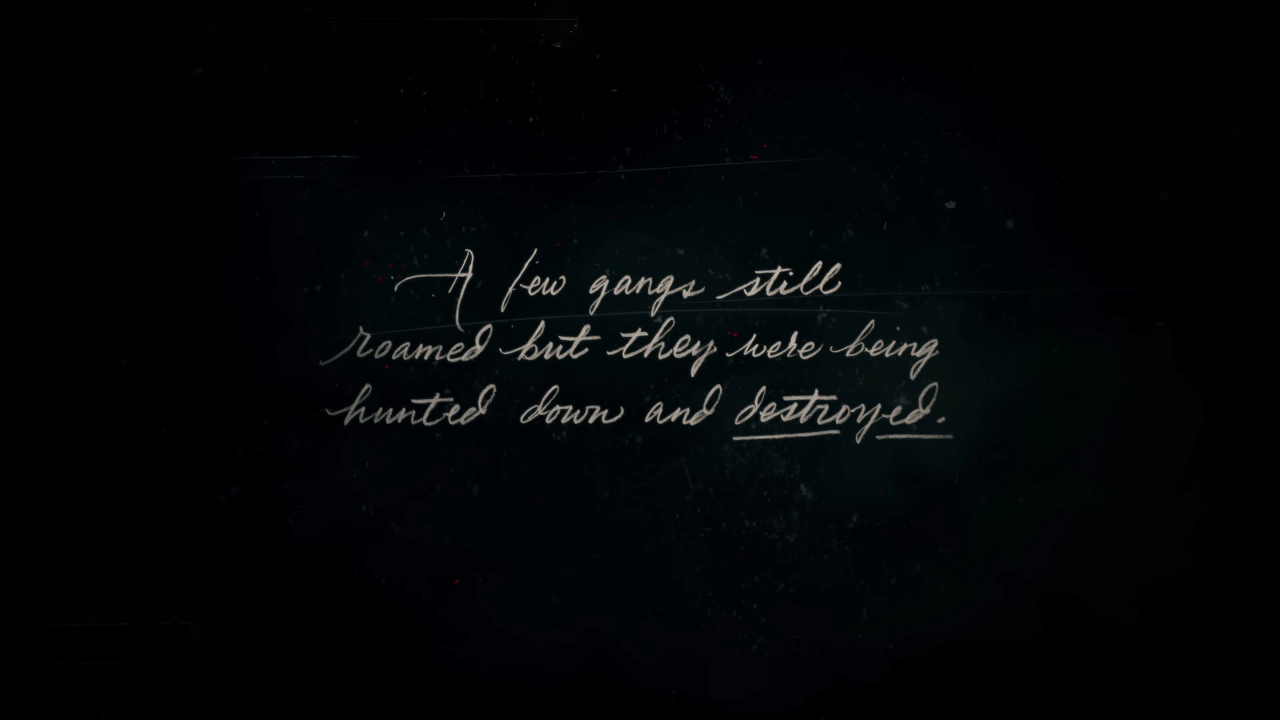 A few gangs still
roamed but they were being
hunted down and destroyed.